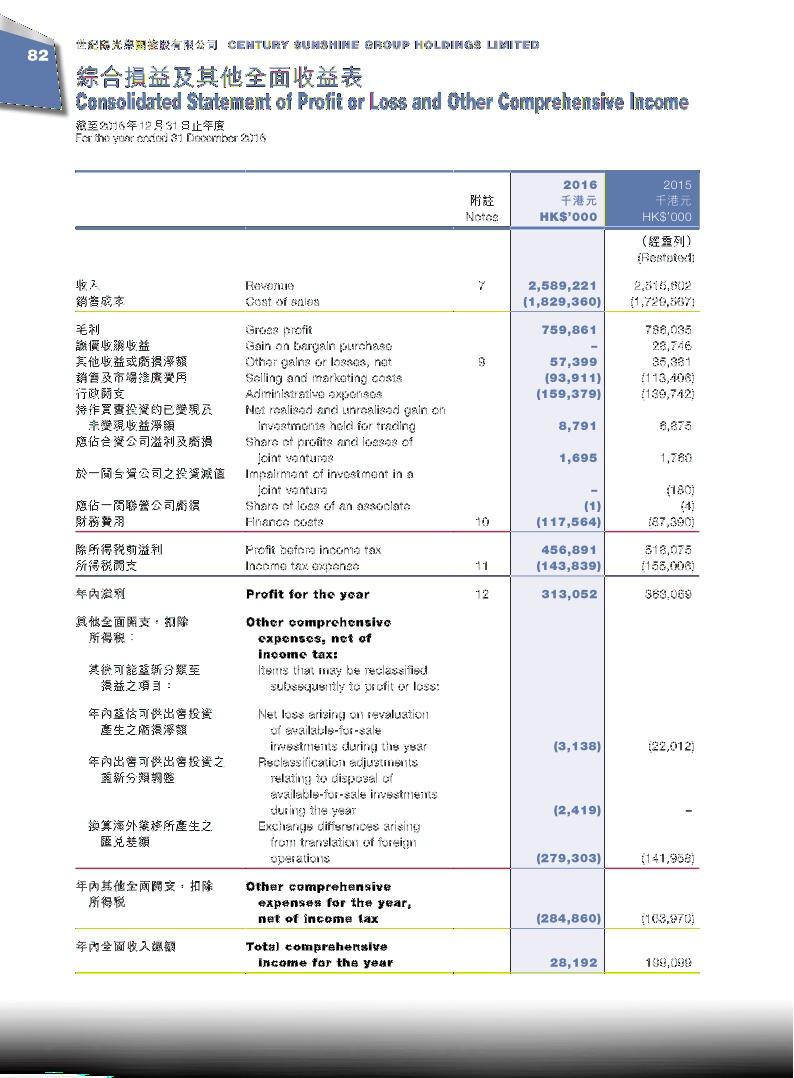 82
世紀陽光集團控股有限公司 CENTURY SUNSHINE GROUP HOLDINGS LIMITED
綜合損益及其他全面收益表
Consolidated Statement of Profit or Loss and Other Comprehensive Income
截至2016年12月31日止年度
For the year ended 31 December 2016
2016 2015
附註 千港元 千港元
Notes HK$'000 HK$'000
（經重列）
(Restated)
收入 Revenue 7 2,589,221 2,515,602
銷售成本 Cost of sales (1,829,360) (1,729,567)
毛利 Gross profit 759,861 786,035
議價收購收益 Gain on bargain purchase – 28,746
其他收益或虧損淨額 Other gains or losses, net 9 57,399 35,381
銷售及市場推廣費用 Selling and marketing costs (93,911) (113,406)
行政開支 Administrative expenses (159,379) (139,742)
持作買賣投資的已變現及 Net realised and unrealised gain on
未變現收益淨額 investments held for trading 8,791 6,875
應佔合資公司溢利及虧損 Share of profits and losses of
joint ventures 1,695 1,760
於一間合資公司之投資減值 Impairment of investment in a
joint venture – (180)
應佔一間聯營公司虧損 Share of loss of an associate (1) (4)
財務費用 Finance costs 10 (117,564) (87,390)
除所得稅前溢利 Profit before income tax 456,891 518,075
所得稅開支 Income tax expense 11 (143,839) (155,006)
年內溢利 Profit for the year 12 313,052 363,069
其他全面開支，扣除 Other comprehensive
所得稅： expenses, net of
income tax:
其後可能重新分類至 Items that may be reclassified
損益之項目： subsequently to profit or loss:
年內重估可供出售投資 Net loss arising on revaluation
產生之虧損淨額 of available-for-sale
investments during the year (3,138) (22,012)
年內出售可供出售投資之 Reclassification adjustments
重新分類調整 relating to disposal of
available-for-sale investments
during the year (2,419) –
換算海外業務所產生之 Exchange differences arising
匯兌差額 from translation of foreign
operations (279,303) (141,958)
年內其他全面開支，扣除 Other comprehensive
所得稅 expenses for the year,
net of income tax (284,860) (163,970)
年內全面收入總額 Total comprehensive
income for the year 28,192 199,099